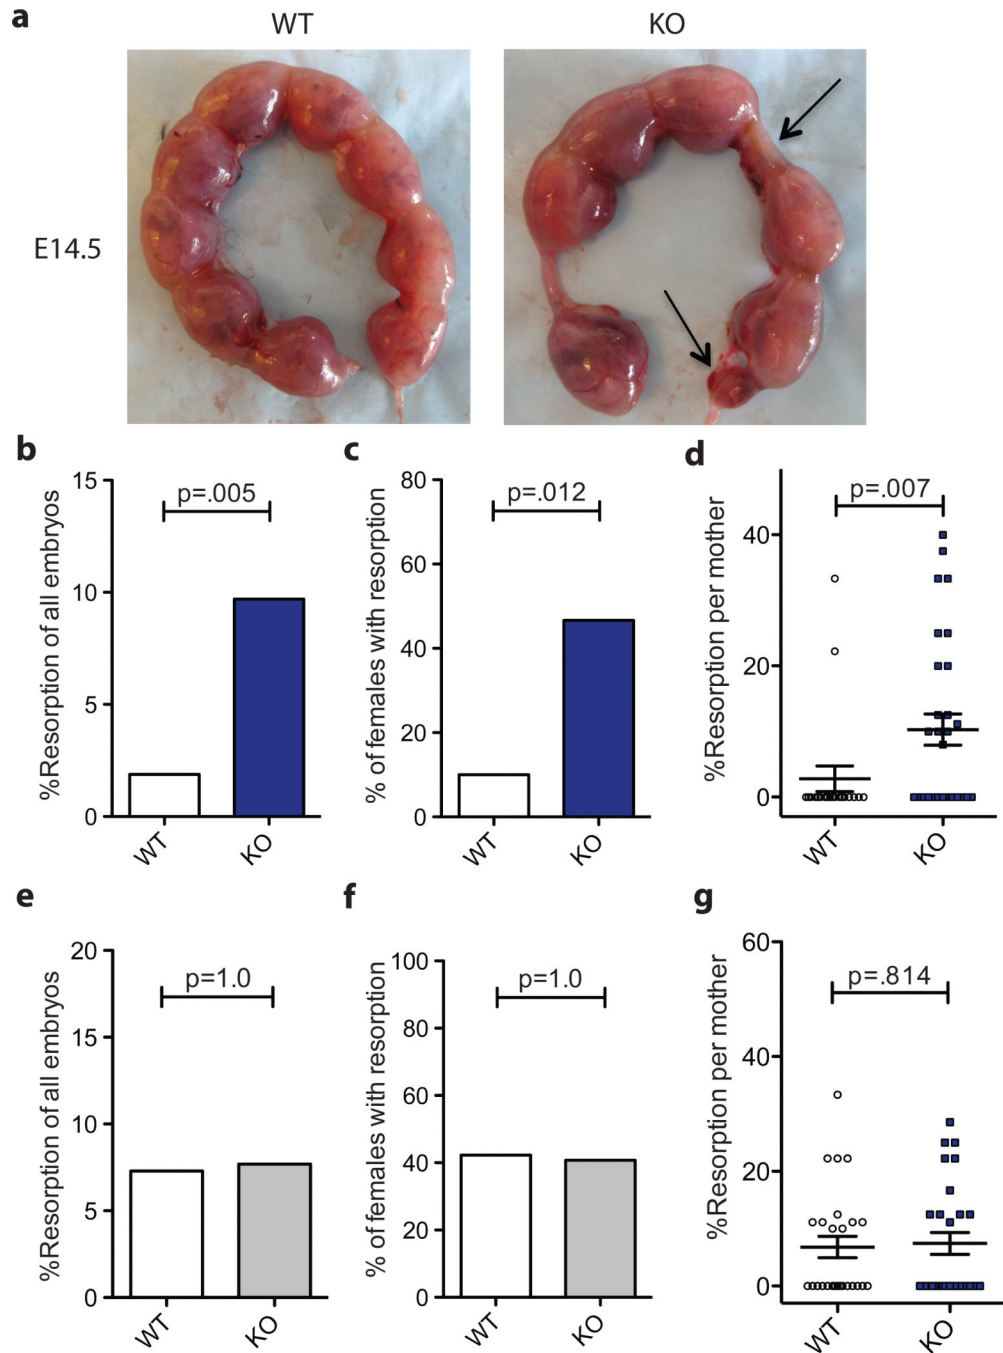 a
WT
KO
E14.5
b
%Resorption of all embryos
15
10
5
0
p=.005
WT
KO
c
% of females with resorption
80
60
40
20
0
p=.012
WT
KO
d
%Resorption per mother
40
20
0
p=.007
WT
KO
e
%Resorption of all embryos
20
15
10
5
0
p=1.0
WT
KO
f
% of females with resorption
100
80
60
40
20
0
p=1.0
WT
KO
g
%Resorption per mother
60
40
20
0
p=.814
WT
KO